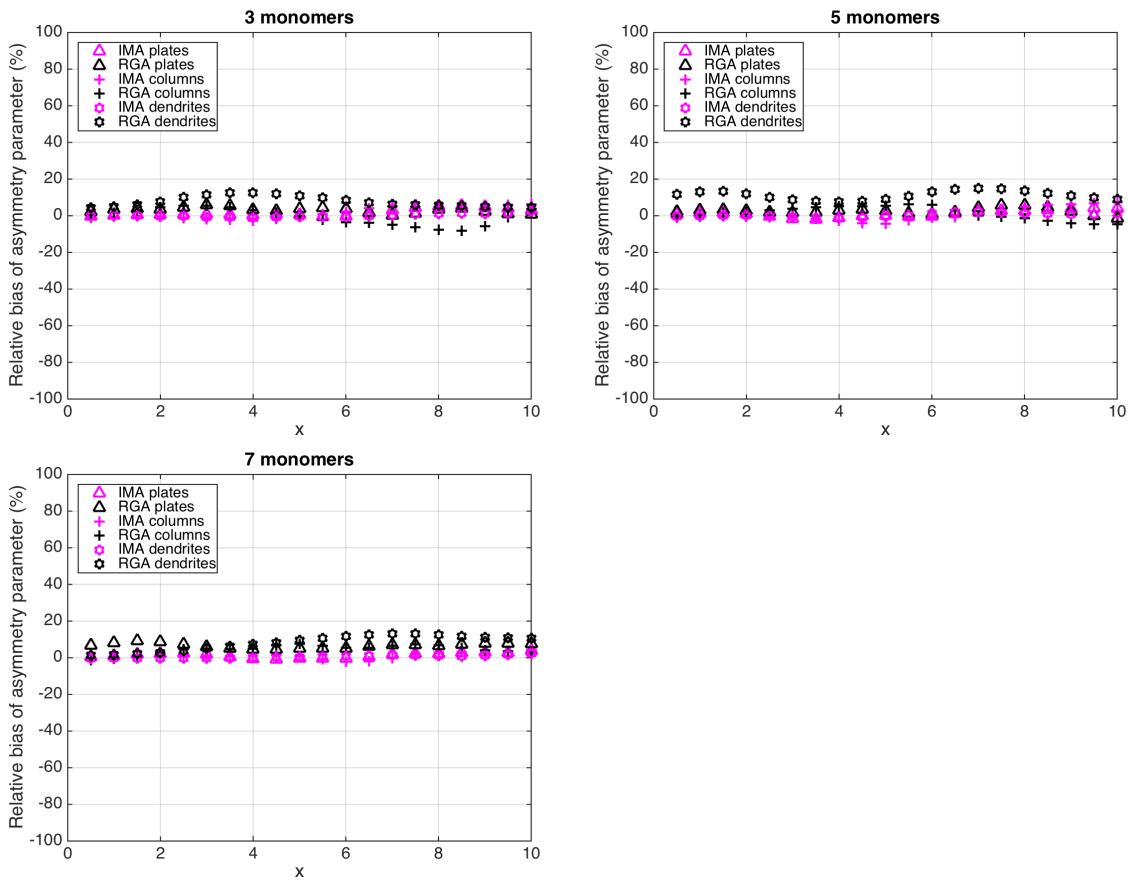 3 monomers
Relative bias of asymmetry parameter (%)
100
80
60
40
20
0
-20
-40
-60
-80
-100
IMA plates
RGA plates
IMA columns
RGA columns
IMA dendrites
RGA dendrites
0 2 4 6 8 10
x
5 monomers
Relative bias of asymmetry parameter (%)
100
80
60
40
20
0
-20
-40
-60
-80
-100
IMA plates
RGA plates
IMA columns
RGA columns
IMA dendrites
RGA dendrites
0 2 4 6 8 10
x
7 monomers
Relative bias of asymmetry parameter (%)
100
80
60
40
20
0
-20
-40
-60
-80
-100
IMA plates
RGA plates
IMA columns
RGA columns
IMA dendrites
RGA dendrites
0 2 4 6 8 10
x